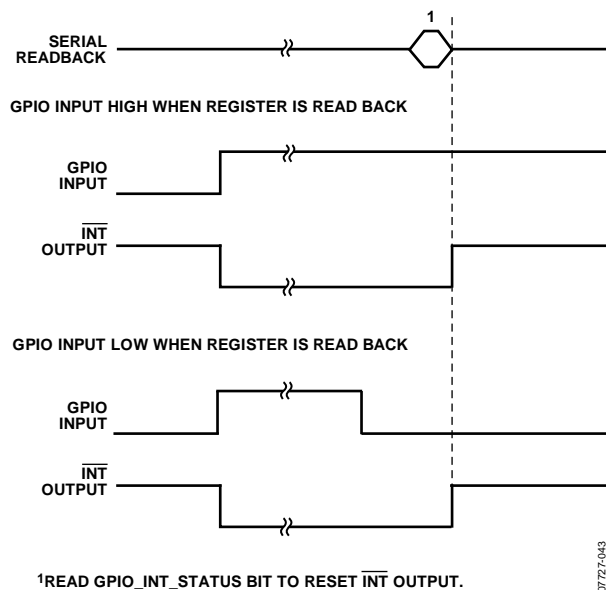 1
SERIAL
READBACK
GPIO INPUT HIGH WHEN REGISTER IS READ BACK
GPIO
INPUT
INT
OUTPUT
GPIO INPUT LOW WHEN REGISTER IS READ BACK
GPIO
INPUT
INT
OUTPUT
1READ GPIO_INT_STATUS BIT TO RESET INT OUTPUT.
07727-043